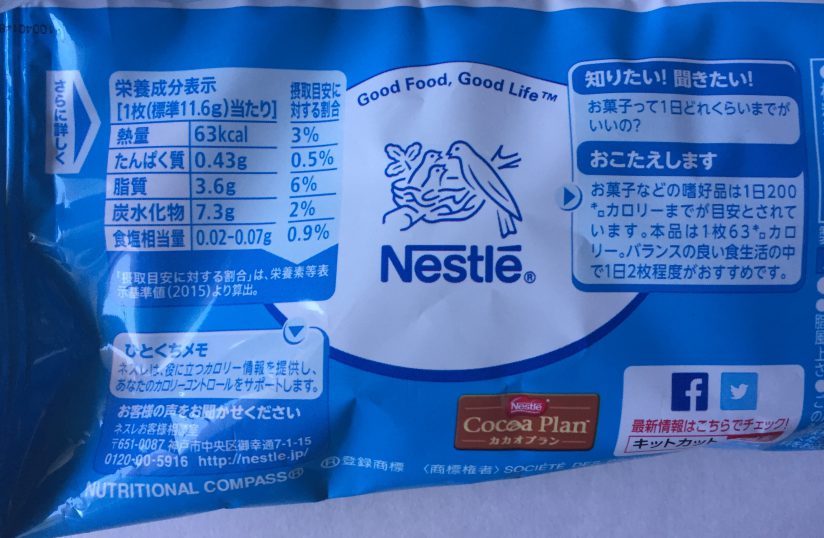 さらに詳しく
栄養成分表示
[1枚(標準11.6g)当たり]
摂取目安に
対する割合
熱量 63kcal 3%
たんぱく質 0.43g 0.5%
脂質 3.6g 6%
炭水化物 7.3g 2%
食塩相当量 0.02-0.07g 0.9%
「摂取目安に対する割合」は、栄養素等表
示基準値(2015)より算出。
ひとくちメモ
ネスレは、役に立つカロリー情報を提供し、
あなたのカロリーコントロールをサポートします。
お客様の声をお聞かせください
ネスレお客様相談室
〒651-0087 神戸市中央区御幸通7-1-15
0120-00-5916 http://nestle.jp/
NUTRITIONAL COMPASS®
Good Food, Good Life™
Nestlé®
知りたい! 聞きたい!
お菓子って1日どれくらいまでが
いいの?
おこたえします
お菓子などの嗜好品は1日200
㌔カロリーまでが目安とされて
います。本品は1枚63㌔カロ
リー。バランスの良い食生活の中
で1日2枚程度がおすすめです。
Nestlé
Cocoa Plan™
カカオプラン
最新情報はこちらでチェック!
キットカット
®登録商標 〈商標権者〉SOCIÉTÉ DES